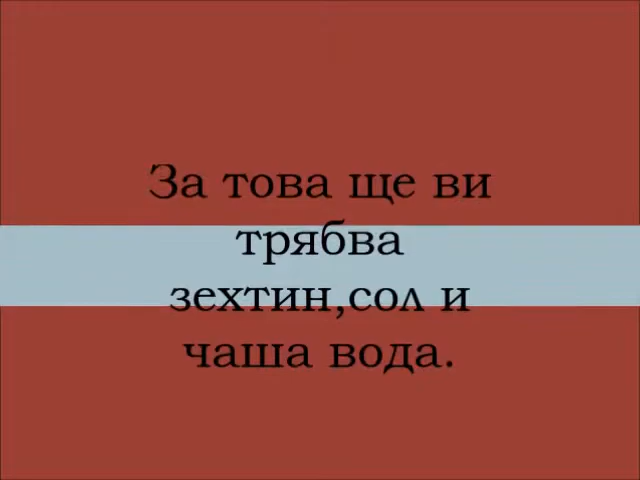 За това ще ви
трябва
зехтин,сол и
чаша вода.